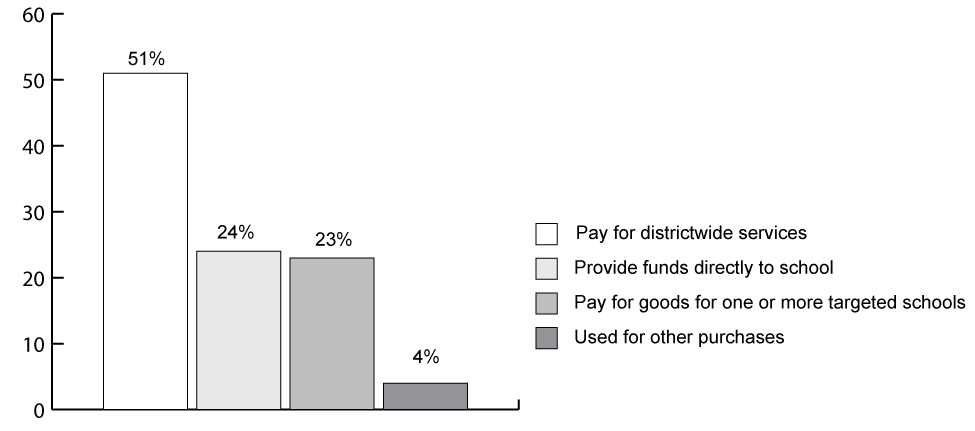 60
51%
50
40
30
24%
23%
20
10
4%
0
Pay for districtwide services
Provide funds directly to school
Pay for goods for one or more targeted schools
Used for other purchases